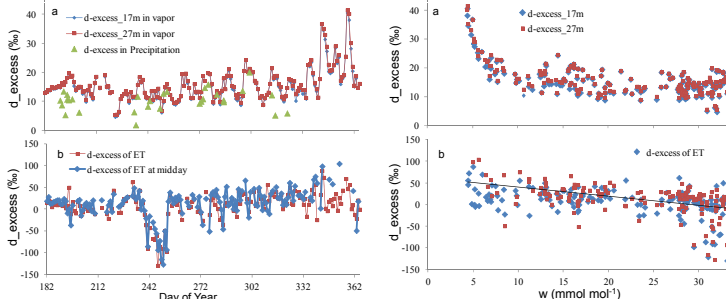 a
d-excess_17m in vapor
d-excess_27m in vapor
d-excess in Precipitation
d_excess (‰)
40
30
20
10
0
b
d-excess of ET
d-excess of ET at midday
d_excess (‰)
150
100
50
0
-50
-100
-150
182
212
242
272
302
332
362
Day of Year
a
d-excess_17m
d-excess_27m
d_excess (‰)
40
30
20
10
0
b
d-excess of ET
d_excess (‰)
150
100
50
0
-50
-100
-150
0
5
10
15
20
25
30
w (mmol mol⁻¹)